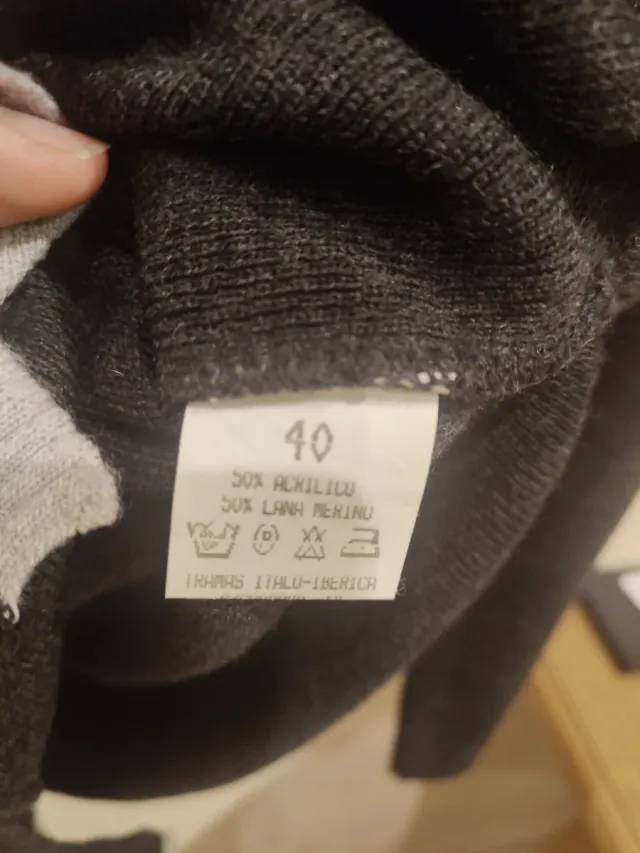 40
50% ACRILICO
50% LANA MERINO
TRAMAS ITALO-IBERICA